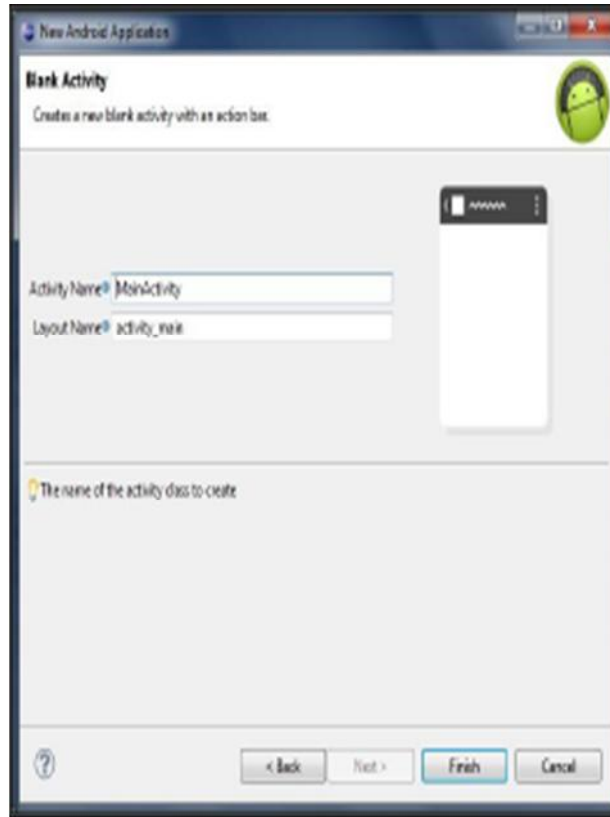 New Android Application
Blank Activity
Creates a new blank activity with an action bar.
Activity Name MainActivity
Layout Name activity_main
The name of the activity class to create
?
< Back
Next >
Finish
Cancel